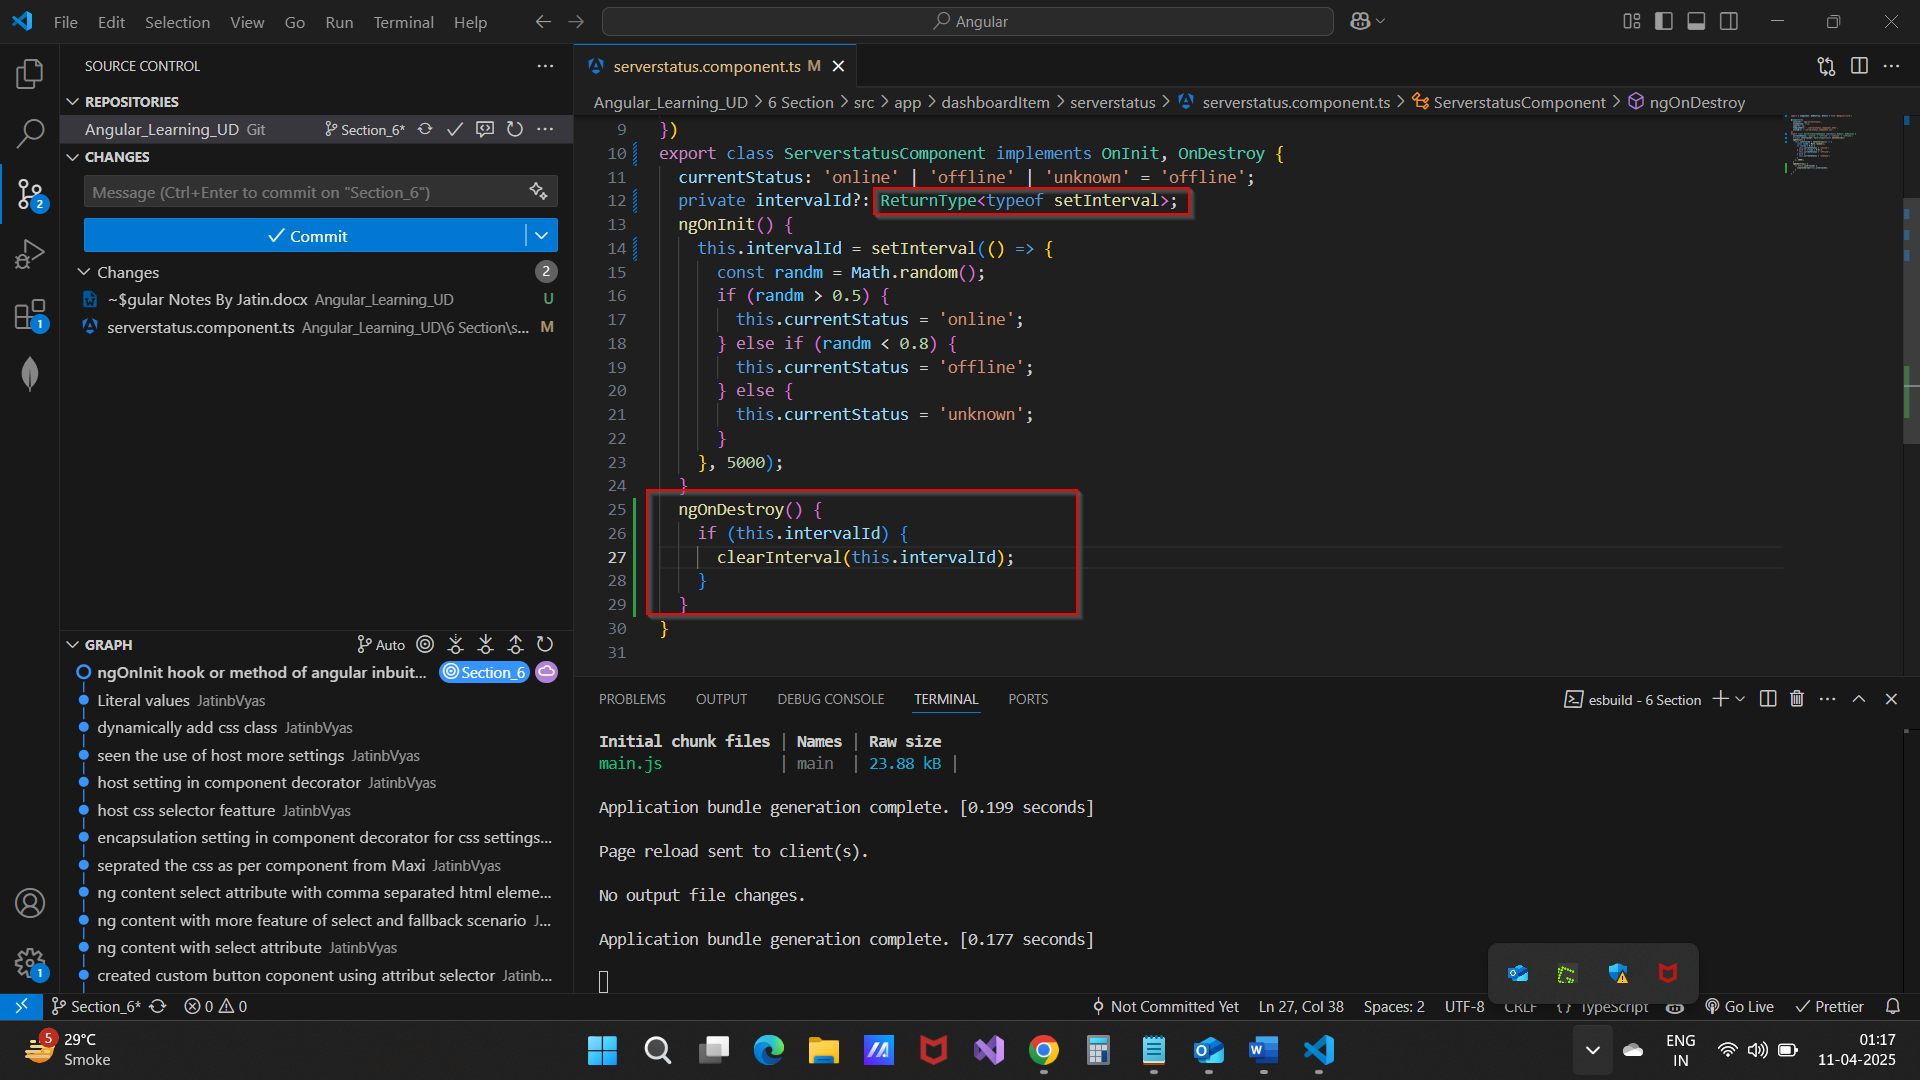 File Edit Selection View Go Run Terminal Help
Angular
SOURCE CONTROL
REPOSITORIES
Angular_Learning_UD Git Section_6*
CHANGES
Message (Ctrl+Enter to commit on "Section_6")
Commit
Changes 2
~$gular Notes By Jatin.docx Angular_Learning_UD U
serverstatus.component.ts Angular_Learning_UD\6 Section\s... M
2
1
GRAPH Auto
ngOnInit hook or method of angular inbuit... Section_6
Literal values JatinbVyas
dynamically add css class JatinbVyas
seen the use of host more settings JatinbVyas
host setting in component decorator JatinbVyas
host css selector featture JatinbVyas
encapsulation setting in component decorator for css settings...
seprated the css as per component from Maxi JatinbVyas
ng content select attribute with comma separated html eleme...
ng content with more feature of select and fallback scenario J...
ng content with select attribute JatinbVyas
created custom button coponent using attribut selector Jatinb...
1
serverstatus.component.ts M
Angular_Learning_UD > 6 Section > src > app > dashboardItem > serverstatus > serverstatus.component.ts > ServerstatusComponent > ngOnDestroy
9 })
10 export class ServerstatusComponent implements OnInit, OnDestroy {
11 currentStatus: 'online' | 'offline' | 'unknown' = 'offline';
12 private intervalId?: ReturnType<typeof setInterval>;
13 ngOnInit() {
14 this.intervalId = setInterval(() => {
15 const randm = Math.random();
16 if (randm > 0.5) {
17 this.currentStatus = 'online';
18 } else if (randm < 0.8) {
19 this.currentStatus = 'offline';
20 } else {
21 this.currentStatus = 'unknown';
22 }
23 }, 5000);
24 }
25 ngOnDestroy() {
26 if (this.intervalId) {
27 clearInterval(this.intervalId);
28 }
29 }
30 }
31
PROBLEMS OUTPUT DEBUG CONSOLE TERMINAL PORTS
esbuild - 6 Section
Initial chunk files | Names | Raw size
main.js | main | 23.88 kB |
Application bundle generation complete. [0.199 seconds]
Page reload sent to client(s).
No output file changes.
Application bundle generation complete. [0.177 seconds]
Section_6* 0 0 Not Committed Yet Ln 27, Col 38 Spaces: 2 UTF-8 CRLF {} TypeScript Go Live Prettier
5
29°C
Smoke
ENG
IN
01:17
11-04-2025